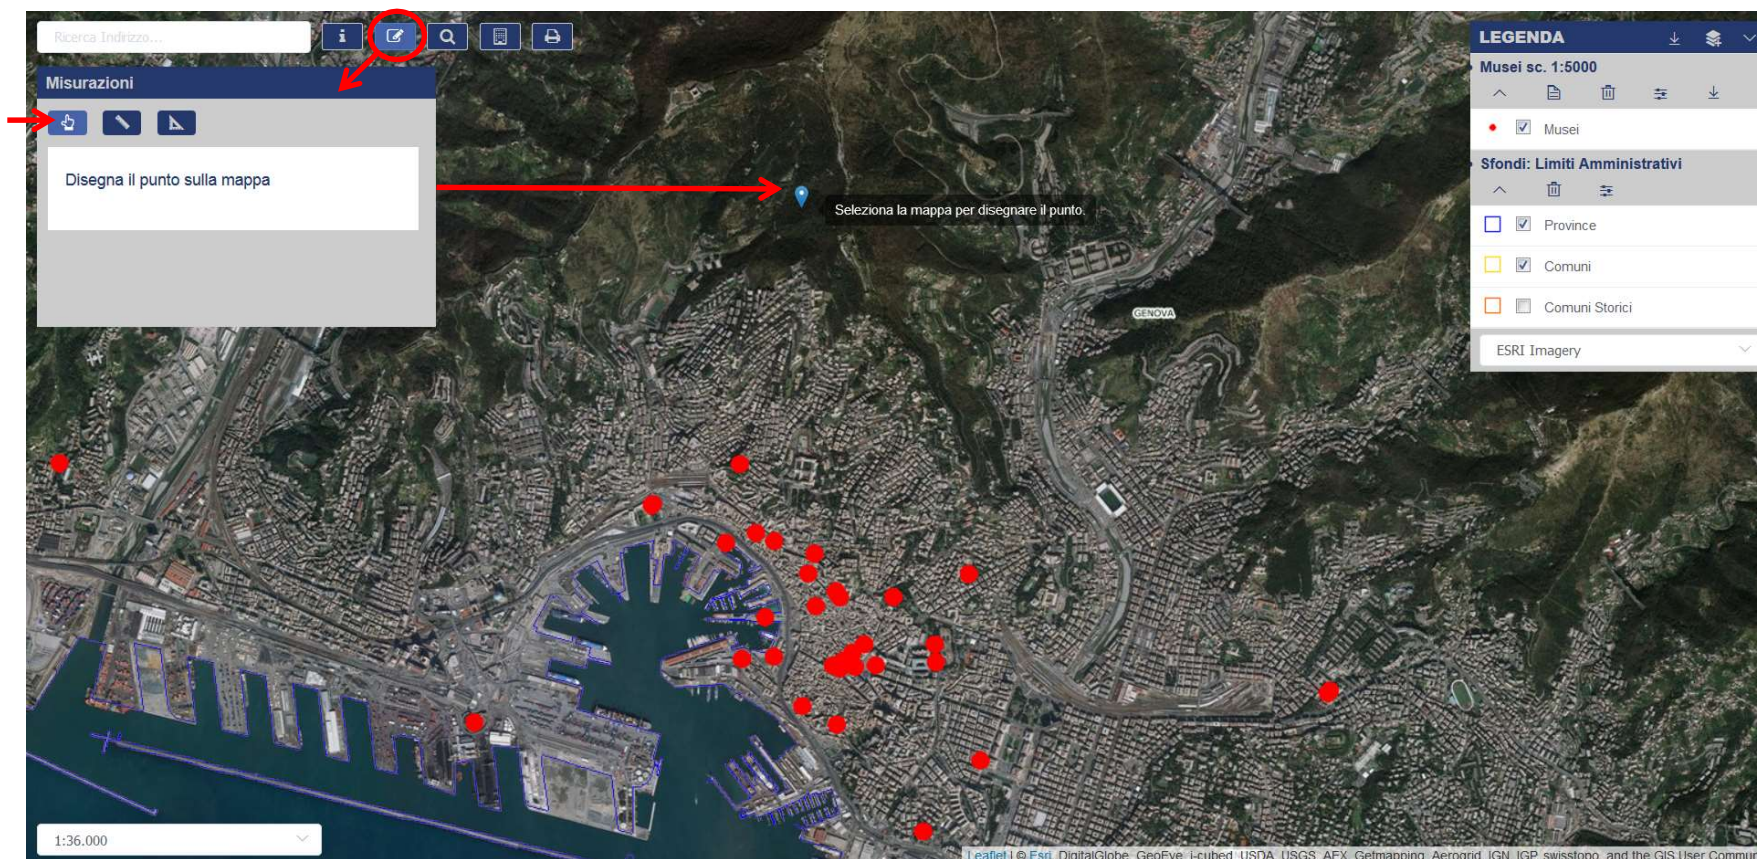 Ricerca Indirizzo...
Misurazioni
Disegna il punto sulla mappa
Seleziona la mappa per disegnare il punto.
GENOVA
LEGENDA
Musei sc. 1:5000
Musei
Sfondi: Limiti Amministrativi
Province
Comuni
Comuni Storici
ESRI Imagery
1:36.000
Leaflet | © Esri, DigitalGlobe, GeoEye, i-cubed, USDA, USGS, AEX, Getmapping, Aerogrid, IGN, IGP, swisstopo, and the GIS User Commun